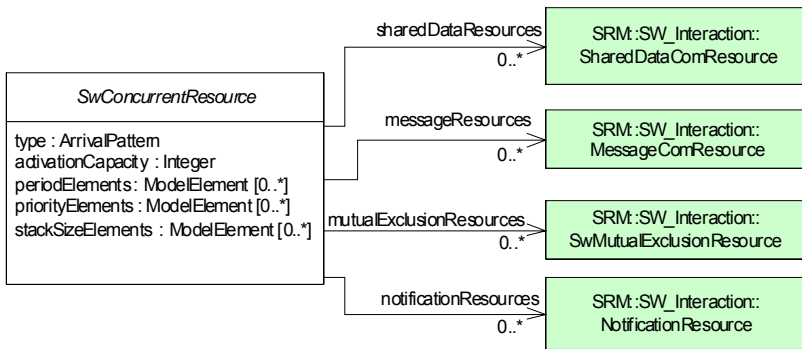 sharedDataResources
0..*
SRM::SW_Interaction::
SharedDataComResource
SwConcurrentResource
type : ArrivalPattern
activationCapacity : Integer
periodElements : ModelElement [0..*]
priorityElements : ModelElement [0..*]
stackSizeElements : ModelElement [0..*]
messageResources
0..*
SRM::SW_Interaction::
MessageComResource
mutualExclusionResources
0..*
SRM::SW_Interaction::
SwMutualExclusionResource
notificationResources
0..*
SRM::SW_Interaction::
NotificationResource